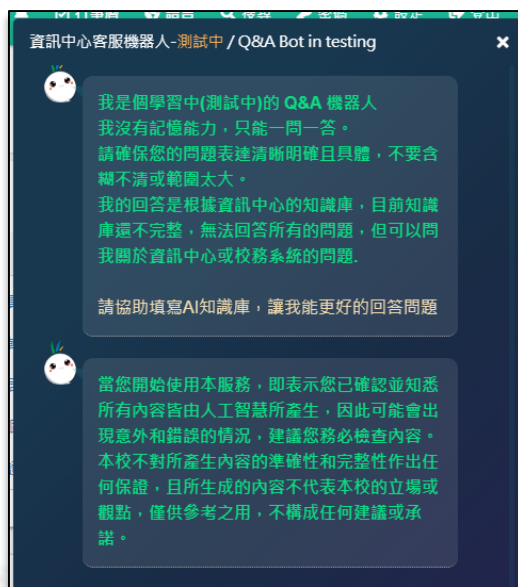 資訊中心客服機器人-測試中 / Q&A Bot in testing
我是個學習中(測試中)的 Q&A 機器人
我沒有記憶能力，只能一問一答。
請確保您的問題表達清晰明確且具體，不要含
糊不清或範圍太大。
我的回答是根據資訊中心的知識庫，目前知識
庫還不完整，無法回答所有的問題，但可以問
我關於資訊中心或校務系統的問題.
請協助填寫AI知識庫，讓我能更好的回答問題
當您開始使用本服務，即表示您已確認並知悉
所有內容皆由人工智慧所產生，因此可能會出
現意外和錯誤的情況，建議您務必檢查內容。
本校不對所產生內容的準確性和完整性作出任
何保證，且所生成的內容不代表本校的立場或
觀點，僅供參考之用，不構成任何建議或承
諾。